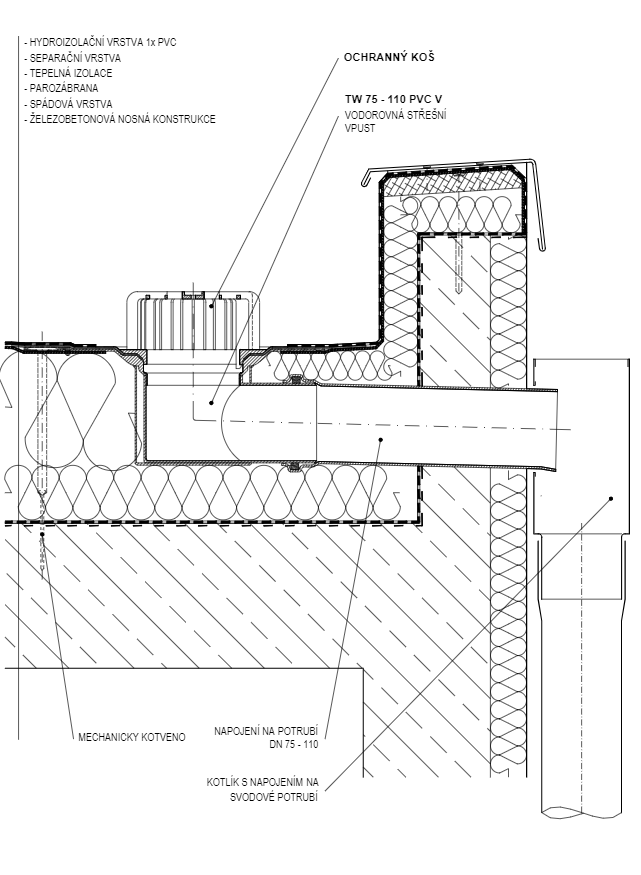 - HYDROIZOLAČNÍ VRSTVA 1x PVC
- SEPARAČNÍ VRSTVA
- TEPELNÁ IZOLACE
- PAROZÁBRANA
- SPÁDOVÁ VRSTVA
- ŽELEZOBETONOVÁ NOSNÁ KONSTRUKCE
OCHRANNÝ KOŠ
TW 75 - 110 PVC V
VODOROVNÁ STŘEŠNÍ
VPUST
MECHANICKY KOTVENO
NAPOJENÍ NA POTRUBÍ
DN 75 - 110
KOTLÍK S NAPOJENÍM NA
SVODOVÉ POTRUBÍ